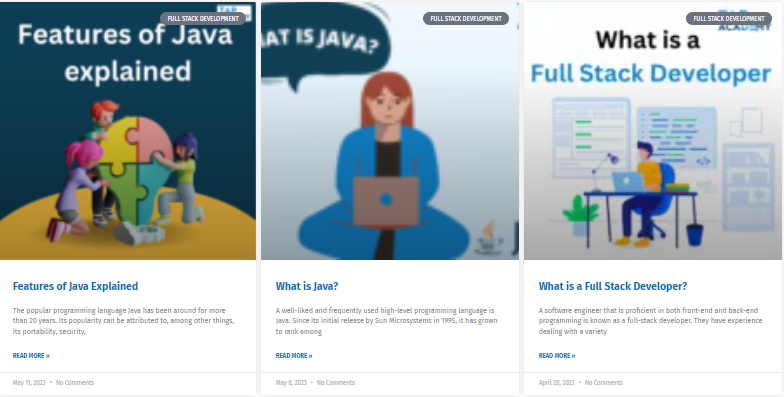 FULL STACK DEVELOPMENT
Features of Java
explained
Features of Java Explained
The popular programming language Java has been around for more
than 20 years. Its popularity can be attributed to, among other things,
its portability, security,
READ MORE »
May 11, 2023 • No Comments
FULL STACK DEVELOPMENT
AT IS JAVA?
What is Java?
A well-liked and frequently used high-level programming language is
Java. Since its initial release by Sun Microsystems in 1995, it has grown
to rank among
READ MORE »
May 8, 2023 • No Comments
FULL STACK DEVELOPMENT
ACADEMY
What is a
Full Stack Developer
What is a Full Stack Developer?
A software engineer that is proficient in both front-end and back-end
programming is known as a full-stack developer. They have experience
dealing with a variety
READ MORE »
April 28, 2023 • No Comments